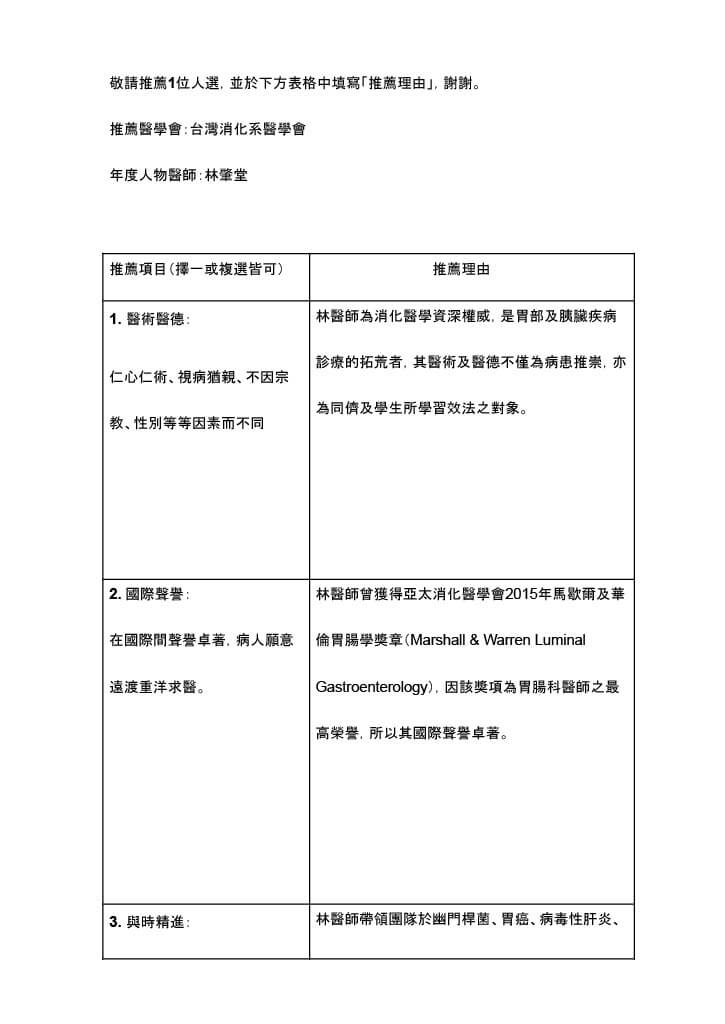 敬請推薦1位人選，並於下方表格中填寫「推薦理由」，謝謝。
推薦醫學會：台灣消化系醫學會
年度人物醫師：林肇堂
推薦項目（擇一或複選皆可）
推薦理由
1. 醫術醫德：
仁心仁術、視病猶親、不因宗
教、性別等等因素而不同
林醫師為消化醫學資深權威，是胃部及胰臟疾病
診療的拓荒者，其醫術及醫德不僅為病患推崇，亦
為同儕及學生所學習效法之對象。
2. 國際聲譽：
在國際間聲譽卓著，病人願意
遠渡重洋求醫。
林醫師曾獲得亞太消化醫學會2015年馬歇爾及華
倫胃腸學獎章（Marshall & Warren Luminal
Gastroenterology），因該獎項為胃腸科醫師之最
高榮譽，所以其國際聲譽卓著。
3. 與時精進：
林醫師帶領團隊於幽門桿菌、胃癌、病毒性肝炎、